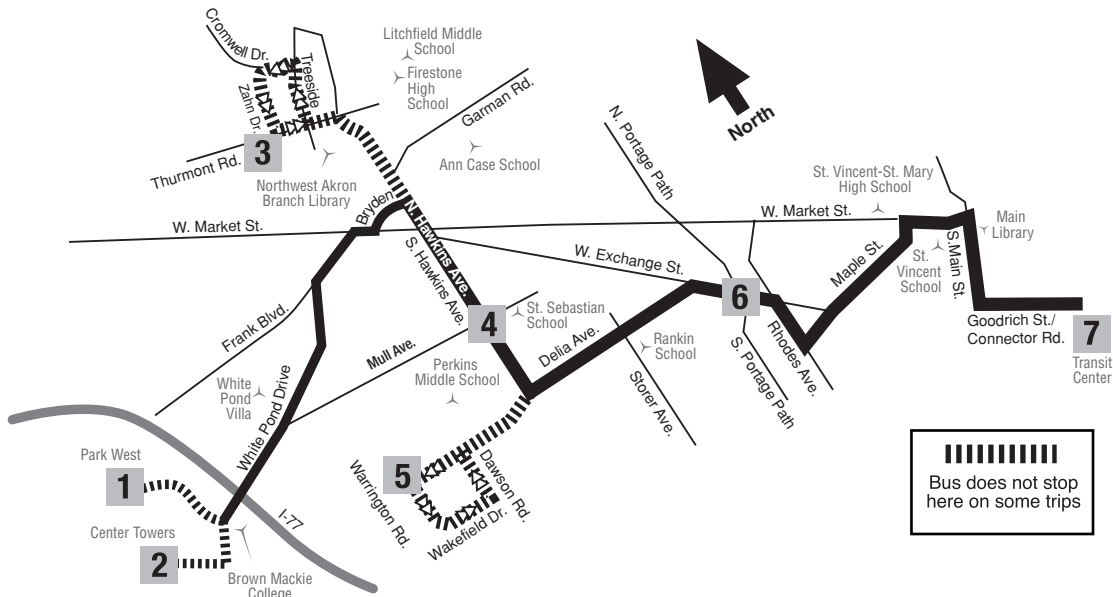 Cromwell Dr.
Treeside
Zahn Dr.
3
Thurmont Rd.
Litchfield Middle
School
Firestone
High
School
Garman Rd.
Ann Case School
Northwest Akron
Branch Library
North
N. Portage Path
St. Vincent-St. Mary
High School
W. Market St.
Bryden
W. Market St.
Main
Library
N. Hawkins Ave.
S. Hawkins Ave.
W. Exchange St.
6
Maple St.
St.
Vincent
School
S.Main St.
Goodrich St./
Connector Rd.
7
Transit
Center
Frank Blvd.
Mull Ave.
4
St. Sebastian
School
Delia Ave.
Rankin
School
Storer Ave.
S. Portage Path
Rhodes Ave.
White
Pond
Villa
White Pond Drive
Perkins
Middle School
Park West
1
Center Towers
2
I-77
Brown Mackie
College
5
Warrington Rd.
Dawson Rd.
Wakefield Dr.
Bus does not stop
here on some trips